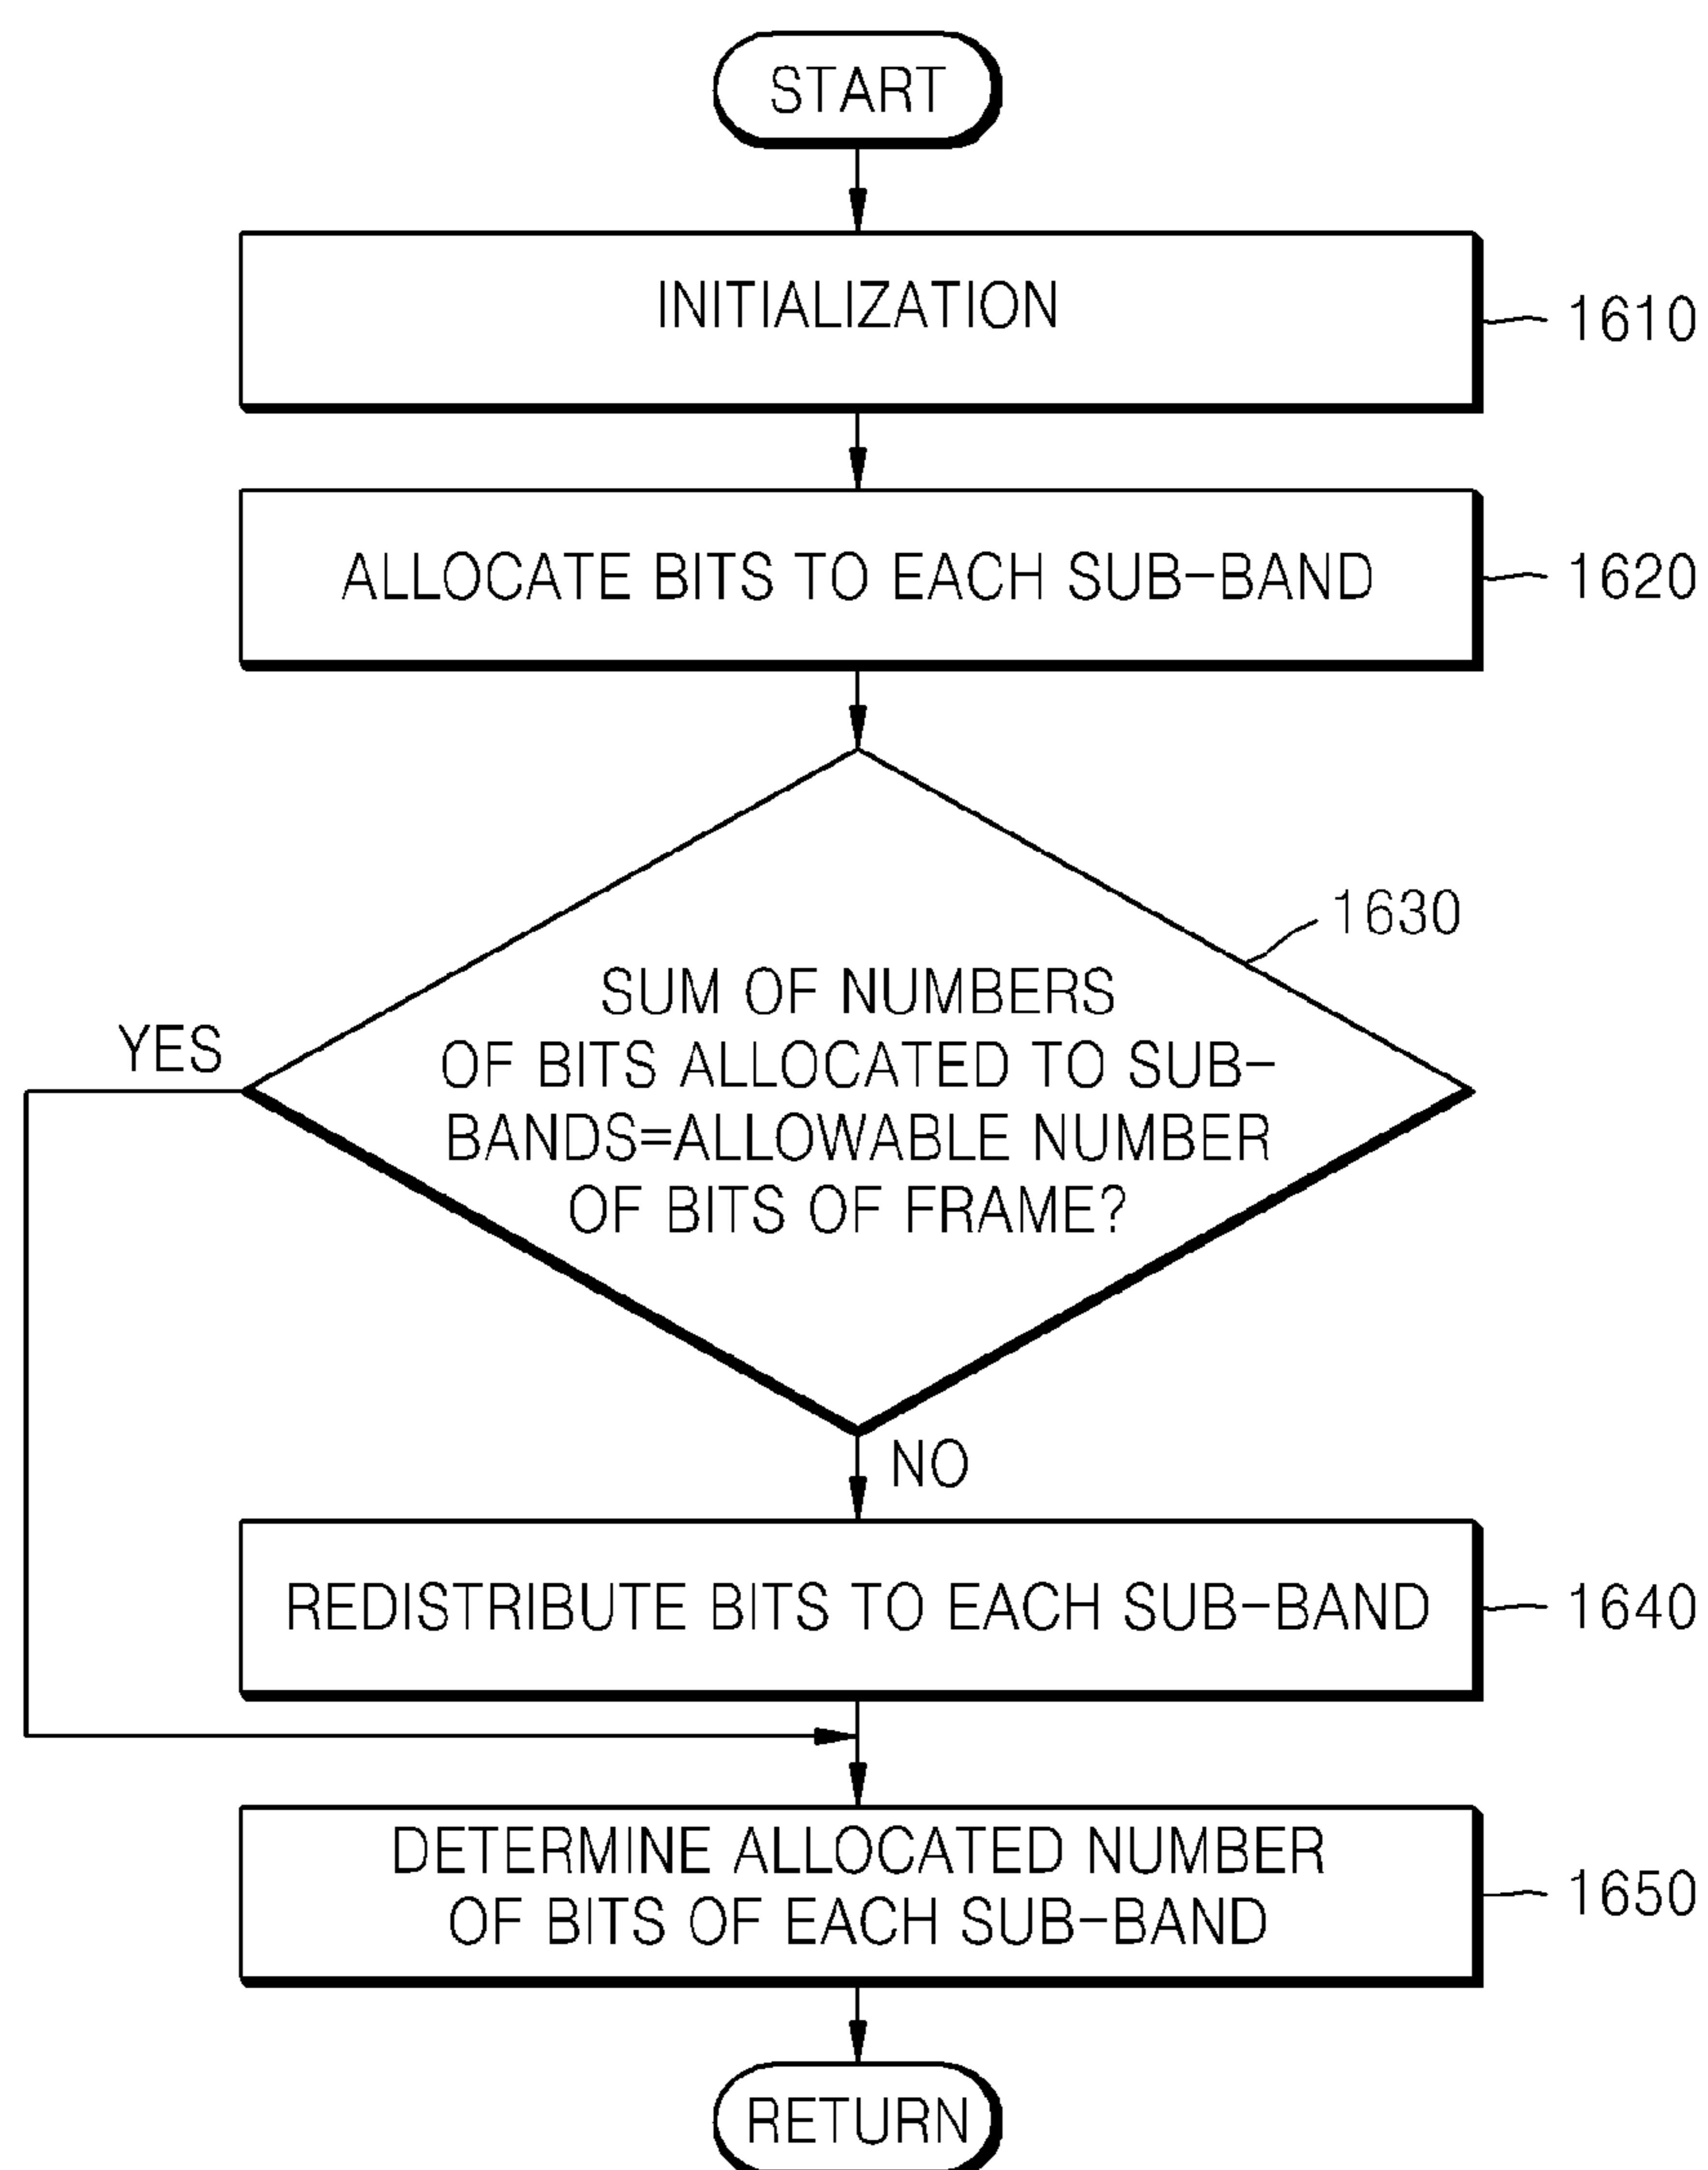 START
INITIALIZATION
1610
ALLOCATE BITS TO EACH SUB-BAND
1620
1630
SUM OF NUMBERS
OF BITS ALLOCATED TO SUB-
BANDS=ALLOWABLE NUMBER
OF BITS OF FRAME?
YES
NO
REDISTRIBUTE BITS TO EACH SUB-BAND
1640
DETERMINE ALLOCATED NUMBER
OF BITS OF EACH SUB-BAND
1650
RETURN